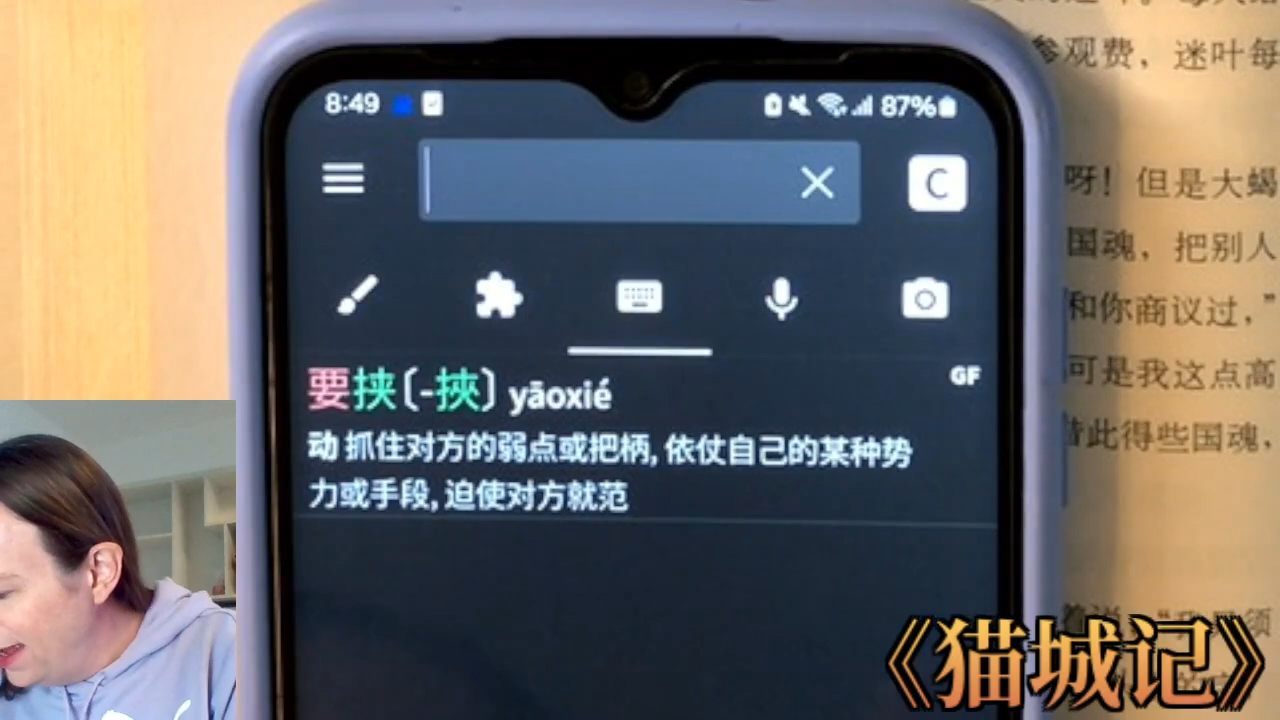 参观费，迷叶每
8:49
87%
C
呀！但是大蝎
国魂，把别人
和你商议过，”
可是我这点高
此得些国魂，
要挟〔-挾〕 yāoxié
GF
动 抓住对方的弱点或把柄, 依仗自己的某种势
力或手段, 迫使对方就范
《猫城记》